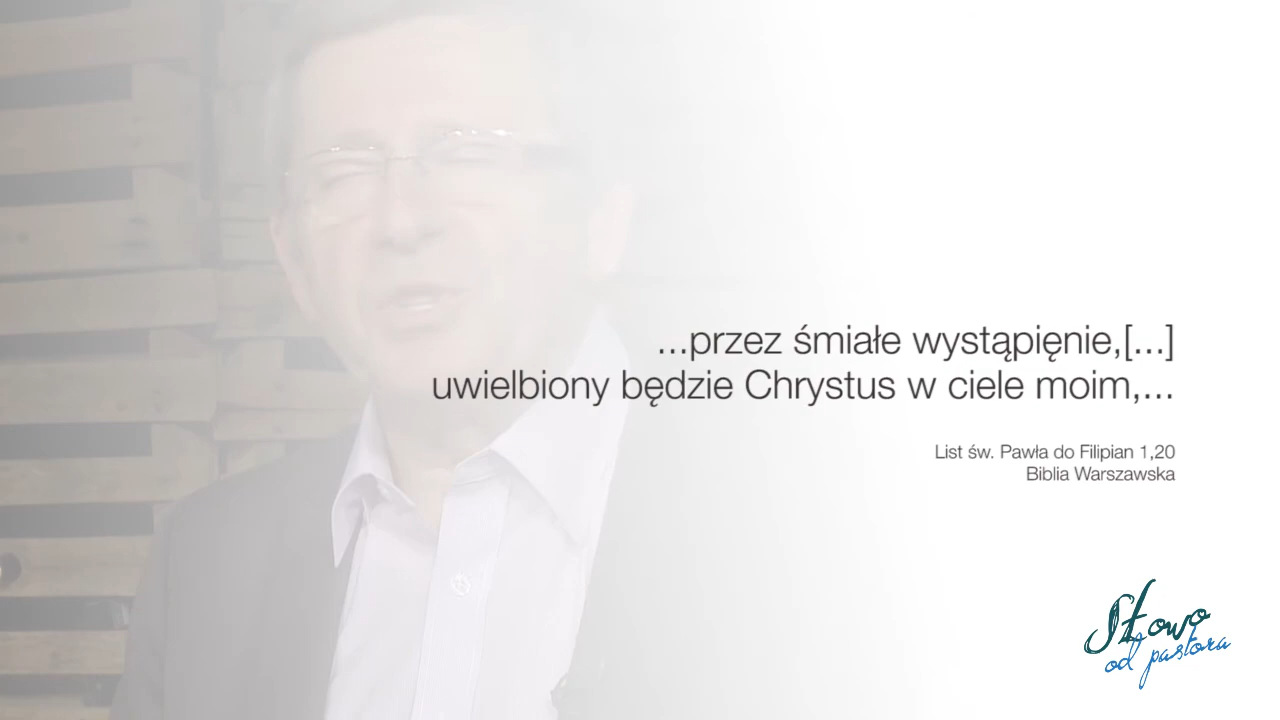 ...przez śmiałe wystąpięnie,[...]
uwielbiony będzie Chrystus w ciele moim,...
List św. Pawła do Filipian 1,20
Biblia Warszawska
Słowo
od pastora